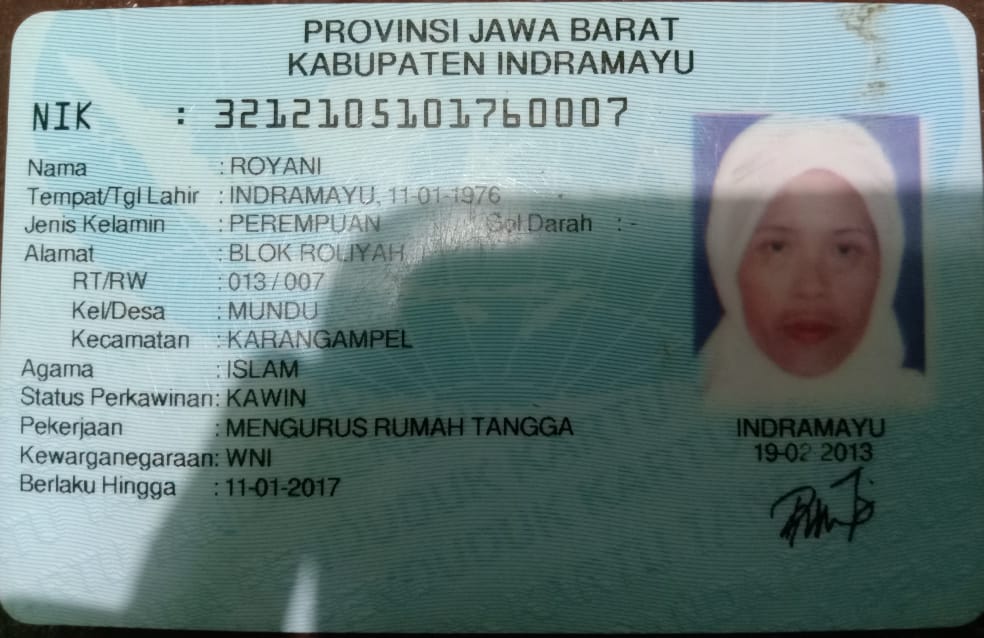 PROVINSI JAWA BARAT
KABUPATEN INDRAMAYU
NIK : 3212105101760007
Nama : ROYANI
Tempat/Tgl Lahir : INDRAMAYU, 11-01-1976
Jenis Kelamin : PEREMPUAN Gol Darah : -
Alamat : BLOK ROLIYAH
RT/RW : 013 / 007
Kel/Desa : MUNDU
Kecamatan : KARANGAMPEL
Agama : ISLAM
Status Perkawinan: KAWIN
Pekerjaan : MENGURUS RUMAH TANGGA
Kewarganegaraan: WNI
Berlaku Hingga : 11-01-2017
INDRAMAYU
19-02 2013